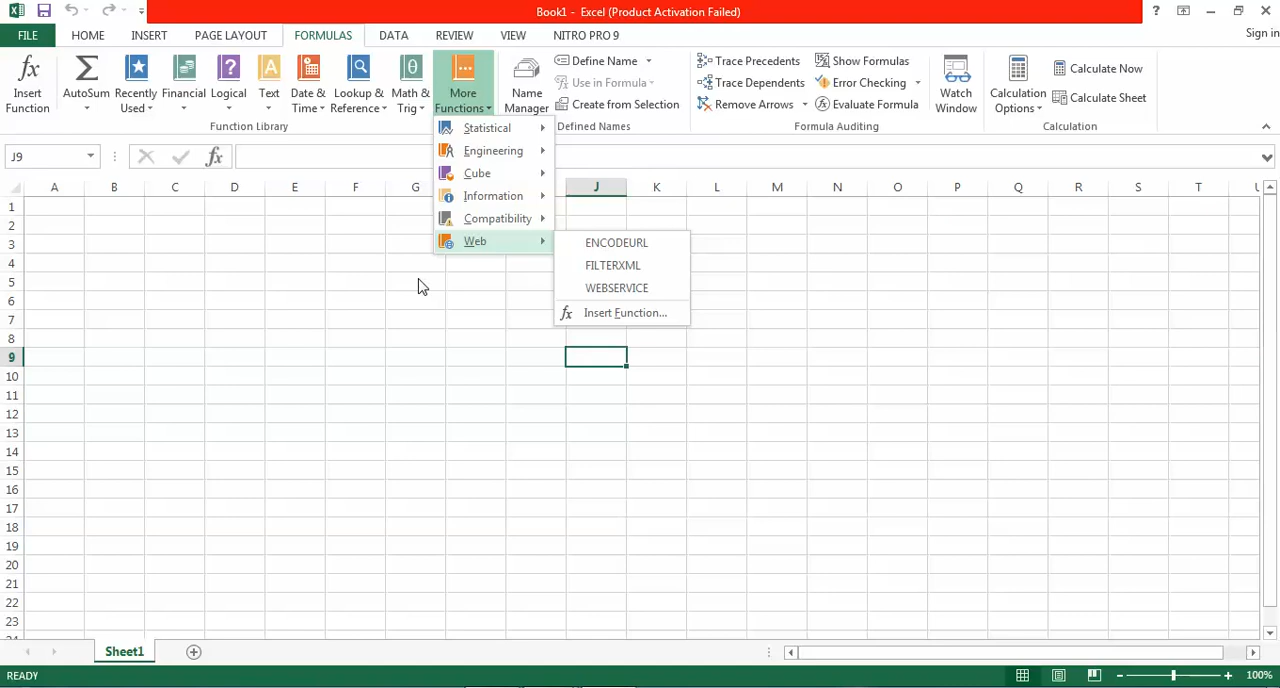 Book1 - Excel (Product Activation Failed)
?
Sign in
FILE HOME INSERT PAGE LAYOUT FORMULAS DATA REVIEW VIEW NITRO PRO 9
fx
Insert Function
Σ
AutoSum
Recently Used
Financial
Logical
Text
Date & Time
Lookup & Reference
Math & Trig
More Functions
Name Manager
Define Name
Use in Formula
Create from Selection
Trace Precedents
Trace Dependents
Remove Arrows
Show Formulas
Error Checking
Evaluate Formula
Watch Window
Calculation Options
Calculate Now
Calculate Sheet
Function Library
Defined Names
Formula Auditing
Calculation
J9
fx
Statistical
Engineering
Cube
Information
Compatibility
Web
ENCODEURL
FILTERXML
WEBSERVICE
fx Insert Function...
A B C D E F G J K L M N O P Q R S T U
1
2
3
4
5
6
7
8
9
10
11
12
13
14
15
16
17
18
19
20
21
22
23
Sheet1
READY
100%